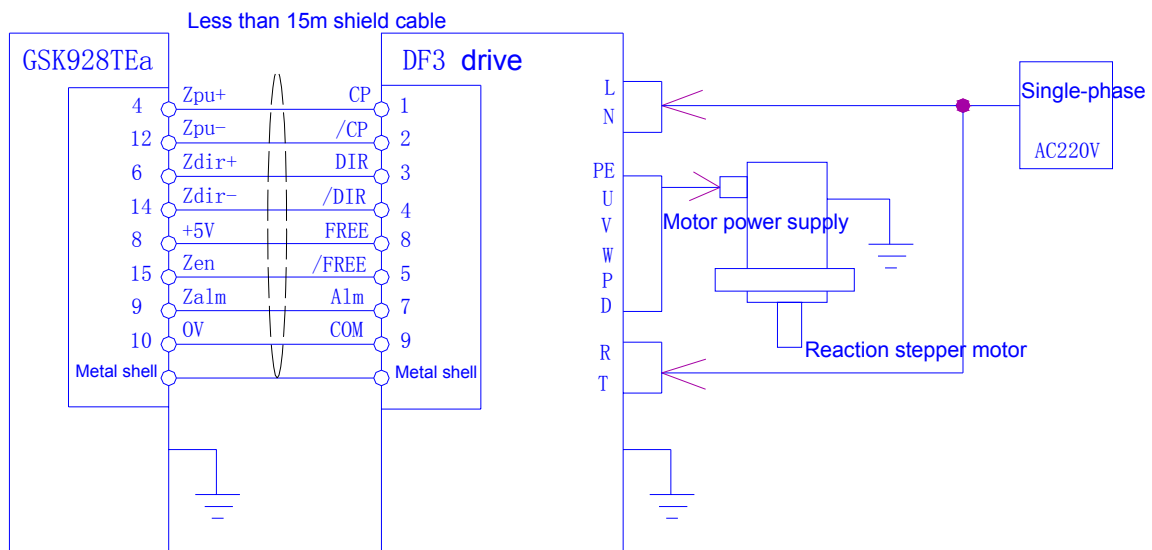 Less than 15m shield cable
GSK928TEa
DF3 drive
4 Zpu+ CP 1
12 Zpu- /CP 2
6 Zdir+ DIR 3
14 Zdir- /DIR 4
8 +5V FREE 8
15 Zen /FREE 5
9 Zalm Alm 7
10 0V COM 9
Metal shell Metal shell
L
N
PE
U
V
W
P
D
R
T
Single-phase
AC220V
Motor power supply
Reaction stepper motor